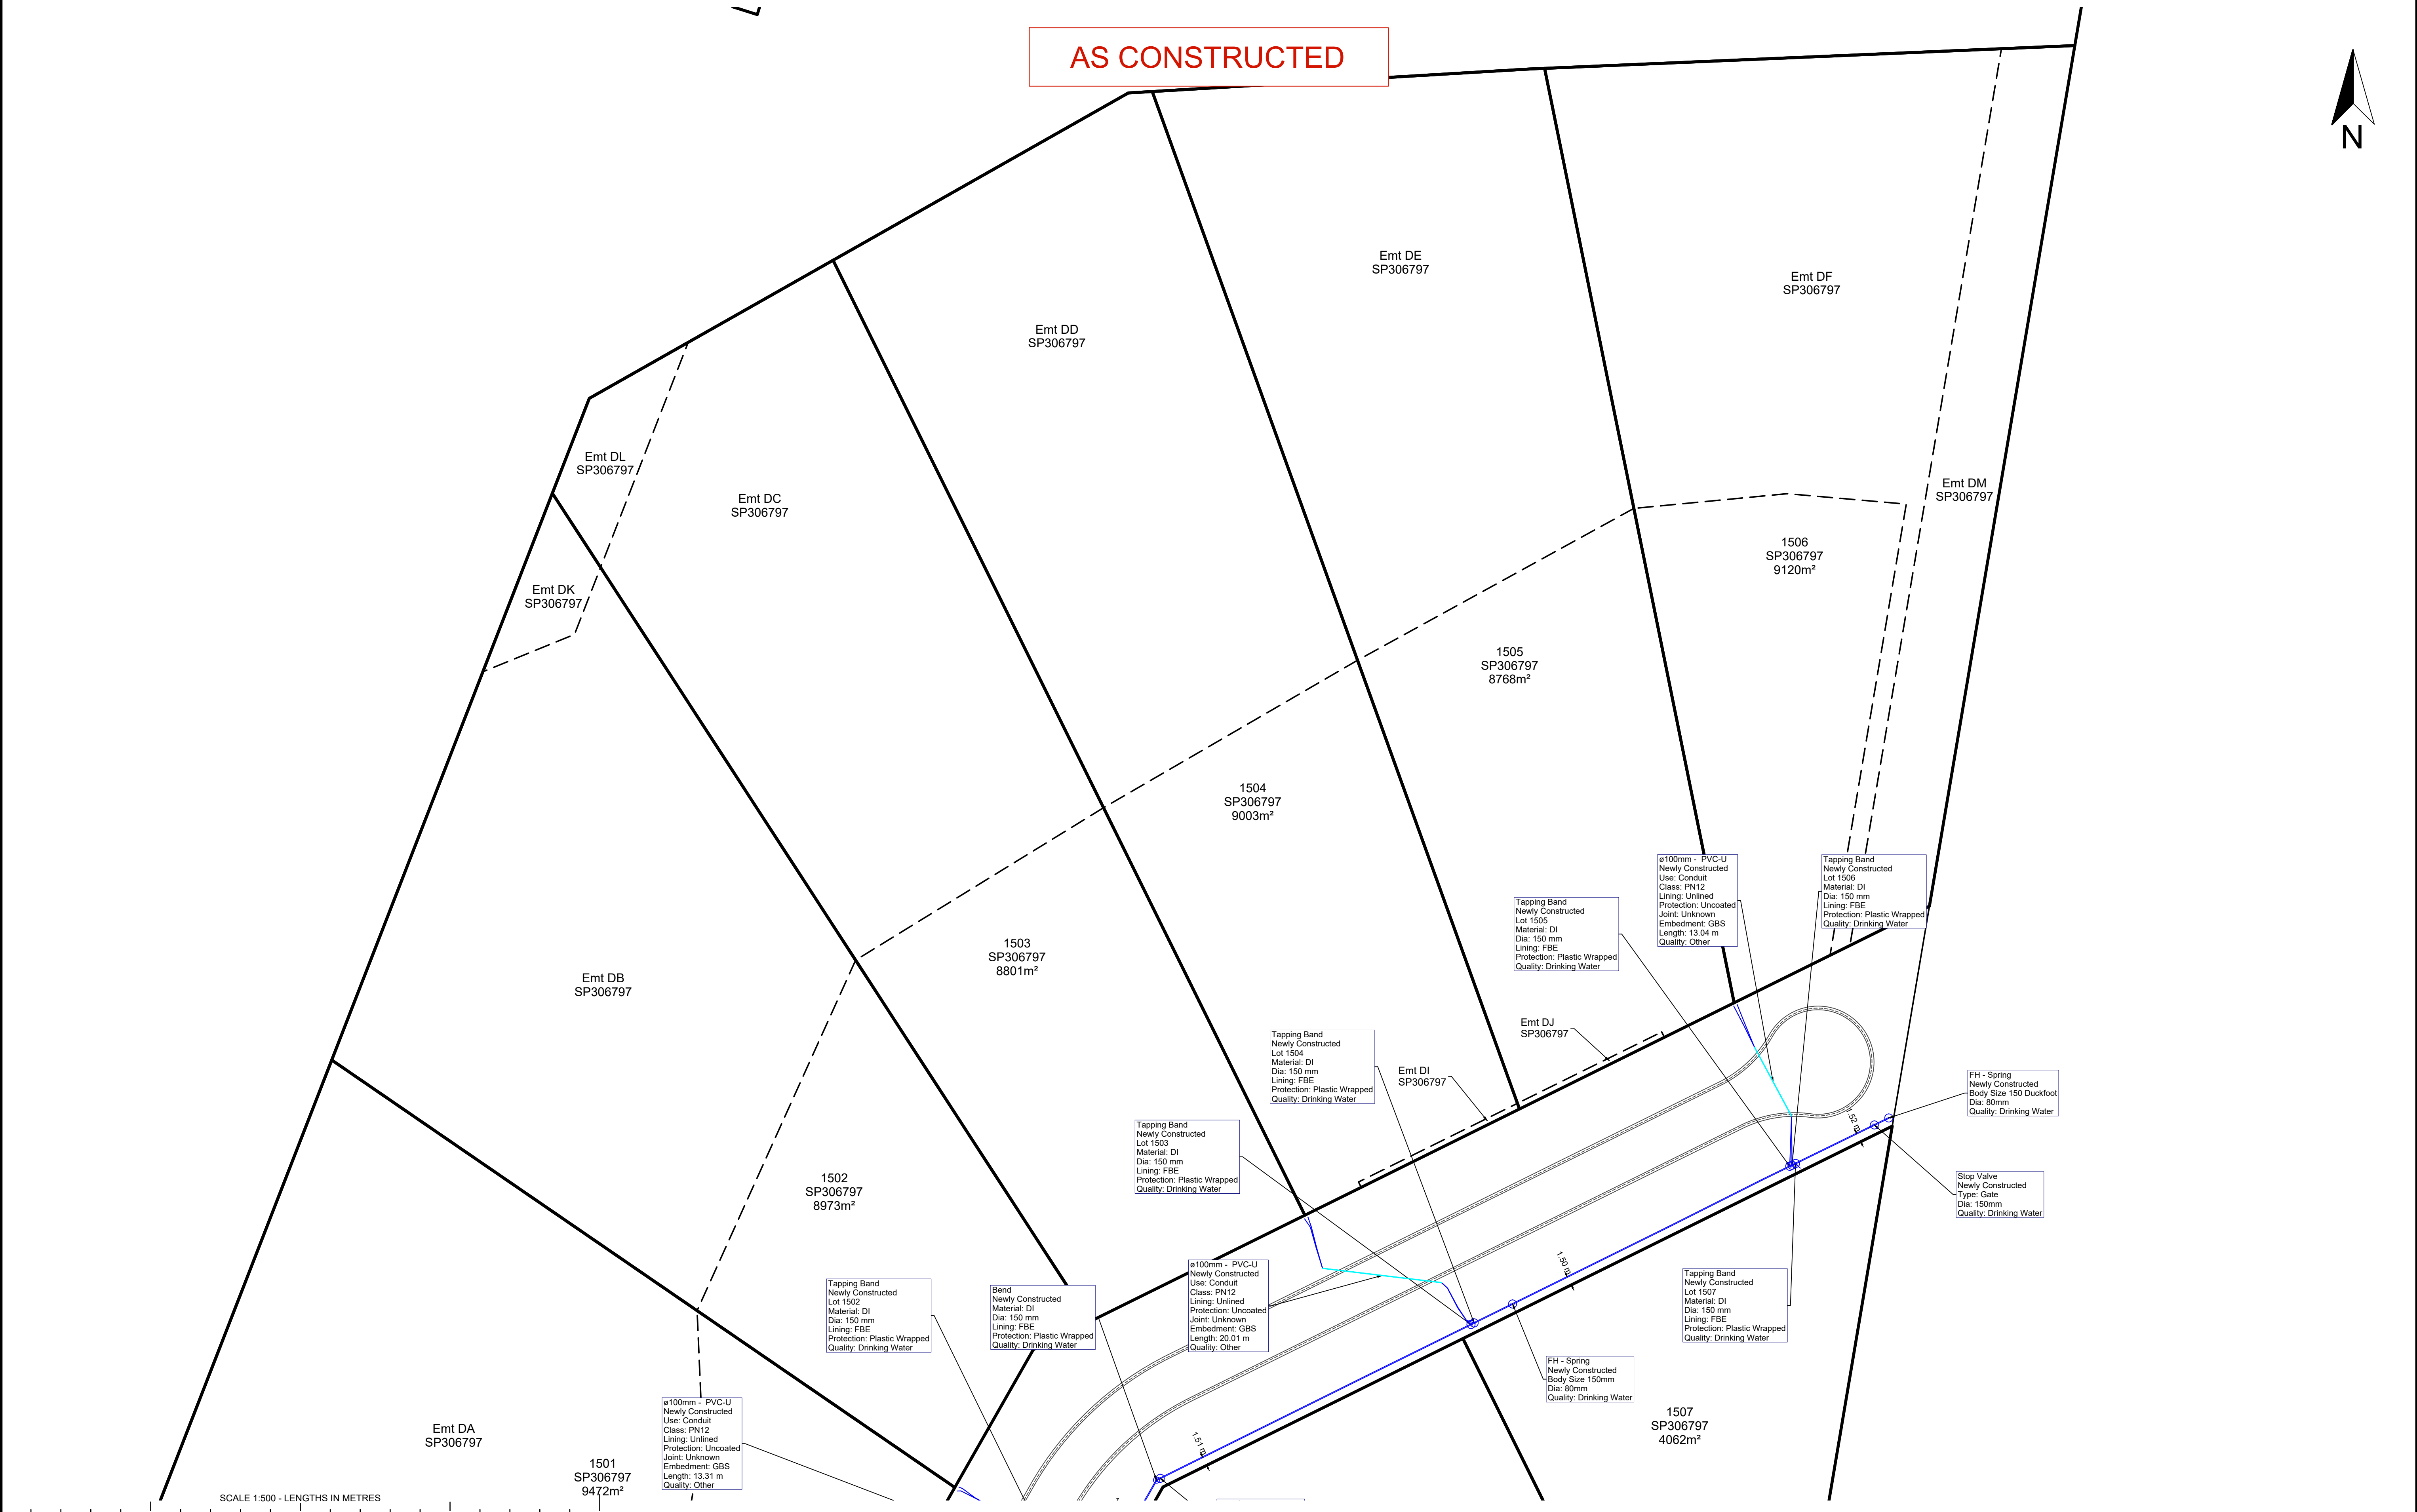 AS CONSTRUCTED
N
Emt DE
SP306797
Emt DF
SP306797
Emt DD
SP306797
Emt DL
SP306797
Emt DC
SP306797
Emt DM
SP306797
Emt DK
SP306797
1506
SP306797
9120m²
1505
SP306797
8768m²
1504
SP306797
9003m²
1503
SP306797
8801m²
Emt DB
SP306797
ø100mm - PVC-U
Newly Constructed
Use: Conduit
Class: PN12
Lining: Unlined
Protection: Uncoated
Joint: Unknown
Embedment: GBS
Length: 13.04 m
Quality: Other
Tapping Band
Newly Constructed
Lot 1506
Material: DI
Dia: 150 mm
Lining: FBE
Protection: Plastic Wrapped
Quality: Drinking Water
Tapping Band
Newly Constructed
Lot 1505
Material: DI
Dia: 150 mm
Lining: FBE
Protection: Plastic Wrapped
Quality: Drinking Water
Emt DJ
SP306797
Tapping Band
Newly Constructed
Lot 1504
Material: DI
Dia: 150 mm
Lining: FBE
Protection: Plastic Wrapped
Quality: Drinking Water
Emt DI
SP306797
FH - Spring
Newly Constructed
Body Size 150 Duckfoot
Dia: 80mm
Quality: Drinking Water
1.52 m
Tapping Band
Newly Constructed
Lot 1503
Material: DI
Dia: 150 mm
Lining: FBE
Protection: Plastic Wrapped
Quality: Drinking Water
1502
SP306797
8973m²
Stop Valve
Newly Constructed
Type: Gate
Dia: 150mm
Quality: Drinking Water
1.50 m
ø100mm - PVC-U
Newly Constructed
Use: Conduit
Class: PN12
Lining: Unlined
Protection: Uncoated
Joint: Unknown
Embedment: GBS
Length: 20.01 m
Quality: Other
Tapping Band
Newly Constructed
Lot 1507
Material: DI
Dia: 150 mm
Lining: FBE
Protection: Plastic Wrapped
Quality: Drinking Water
Tapping Band
Newly Constructed
Lot 1502
Material: DI
Dia: 150 mm
Lining: FBE
Protection: Plastic Wrapped
Quality: Drinking Water
Bend
Newly Constructed
Material: DI
Dia: 150 mm
Lining: FBE
Protection: Plastic Wrapped
Quality: Drinking Water
FH - Spring
Newly Constructed
Body Size 150mm
Dia: 80mm
Quality: Drinking Water
ø100mm - PVC-U
Newly Constructed
Use: Conduit
Class: PN12
Lining: Unlined
Protection: Uncoated
Joint: Unknown
Embedment: GBS
Length: 13.31 m
Quality: Other
1507
SP306797
4062m²
Emt DA
SP306797
1.51 m
1501
SP306797
9472m²
SCALE 1:500 - LENGTHS IN METRES